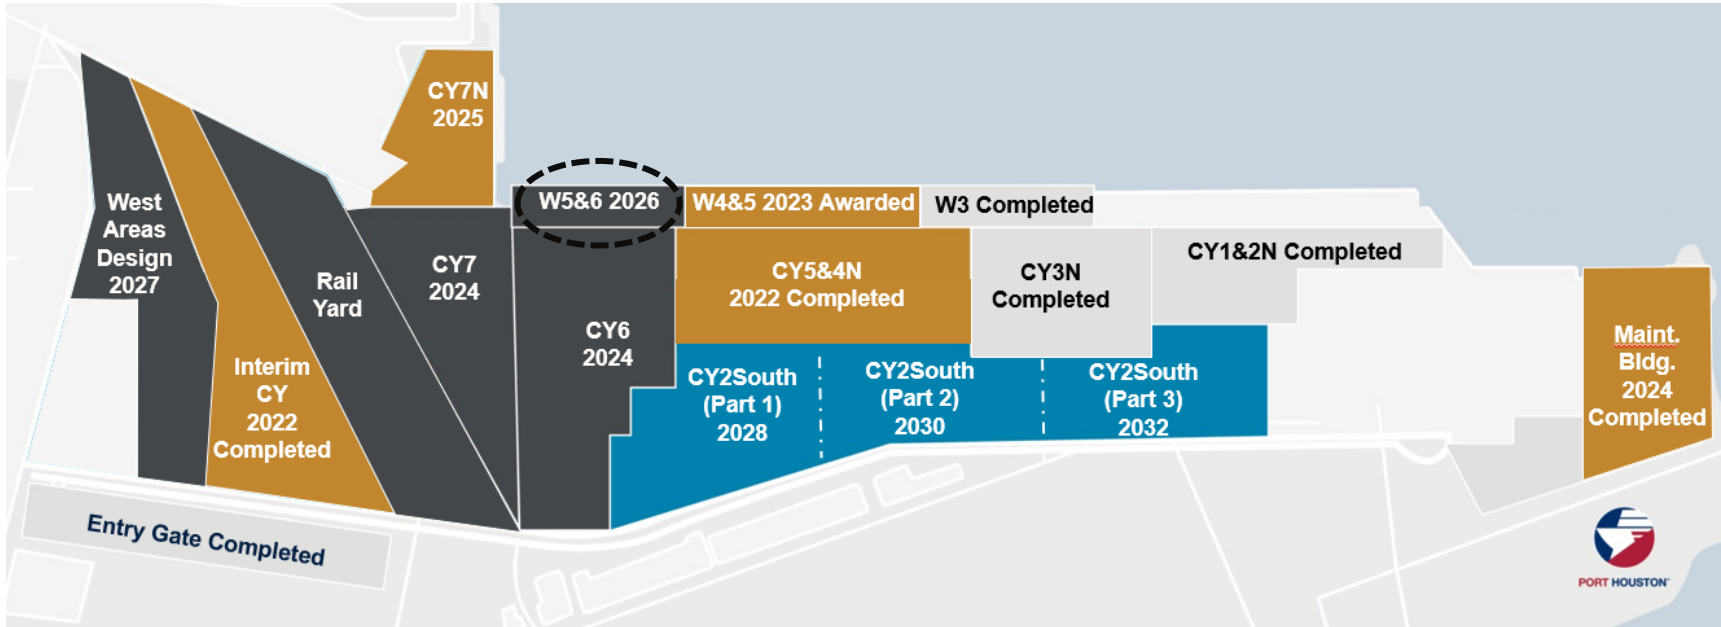 CY7N
2025
W5&6 2026
W4&5 2023 Awarded
W3 Completed
West
Areas
Design
2027
Rail
Yard
CY7
2024
CY6
2024
CY5&4N
2022 Completed
CY3N
Completed
CY1&2N Completed
Interim
CY
2022
Completed
CY2South
(Part 1)
2028
CY2South
(Part 2)
2030
CY2South
(Part 3)
2032
Maint.
Bldg.
2024
Completed
Entry Gate Completed
PORT HOUSTON